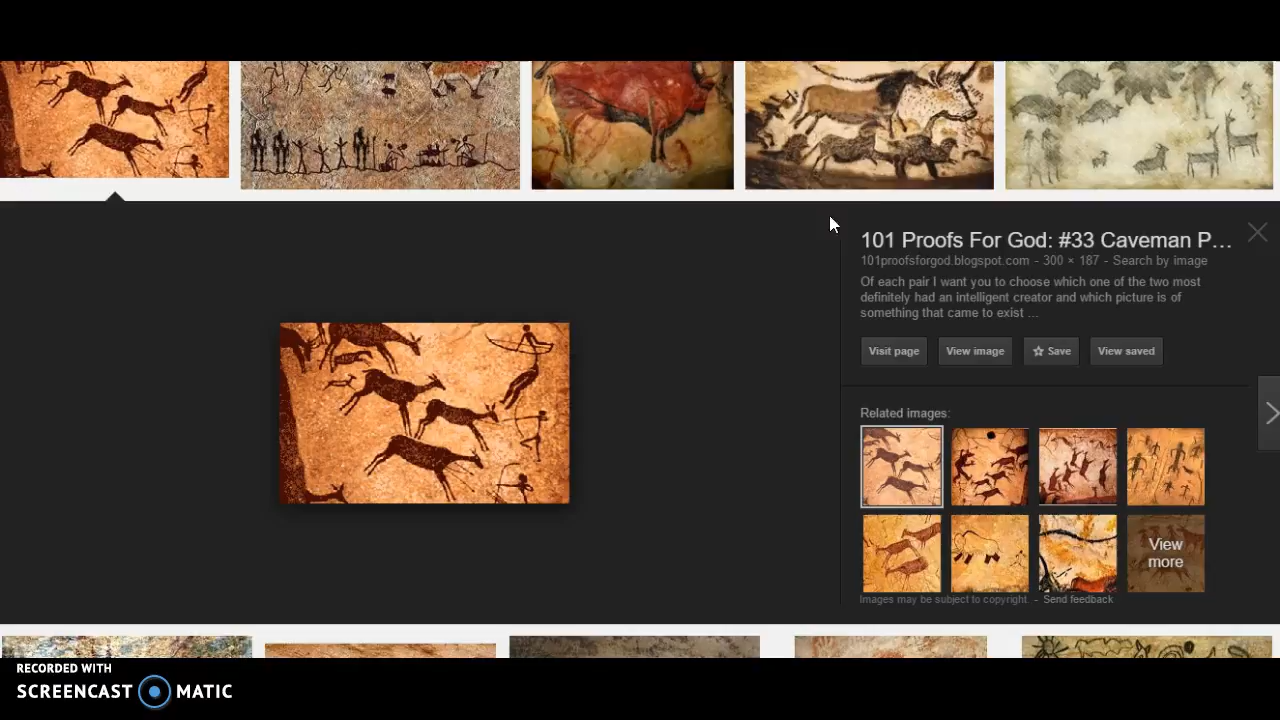 101 Proofs For God: #33 Caveman P...
101proofsforgod.blogspot.com - 300 × 187 - Search by image
Of each pair I want you to choose which one of the two most
definitely had an intelligent creator and which picture is of
something that came to exist ...
Visit page View image Save View saved
Related images:
View
more
Images may be subject to copyright. - Send feedback
RECORDED WITH
SCREENCAST MATIC